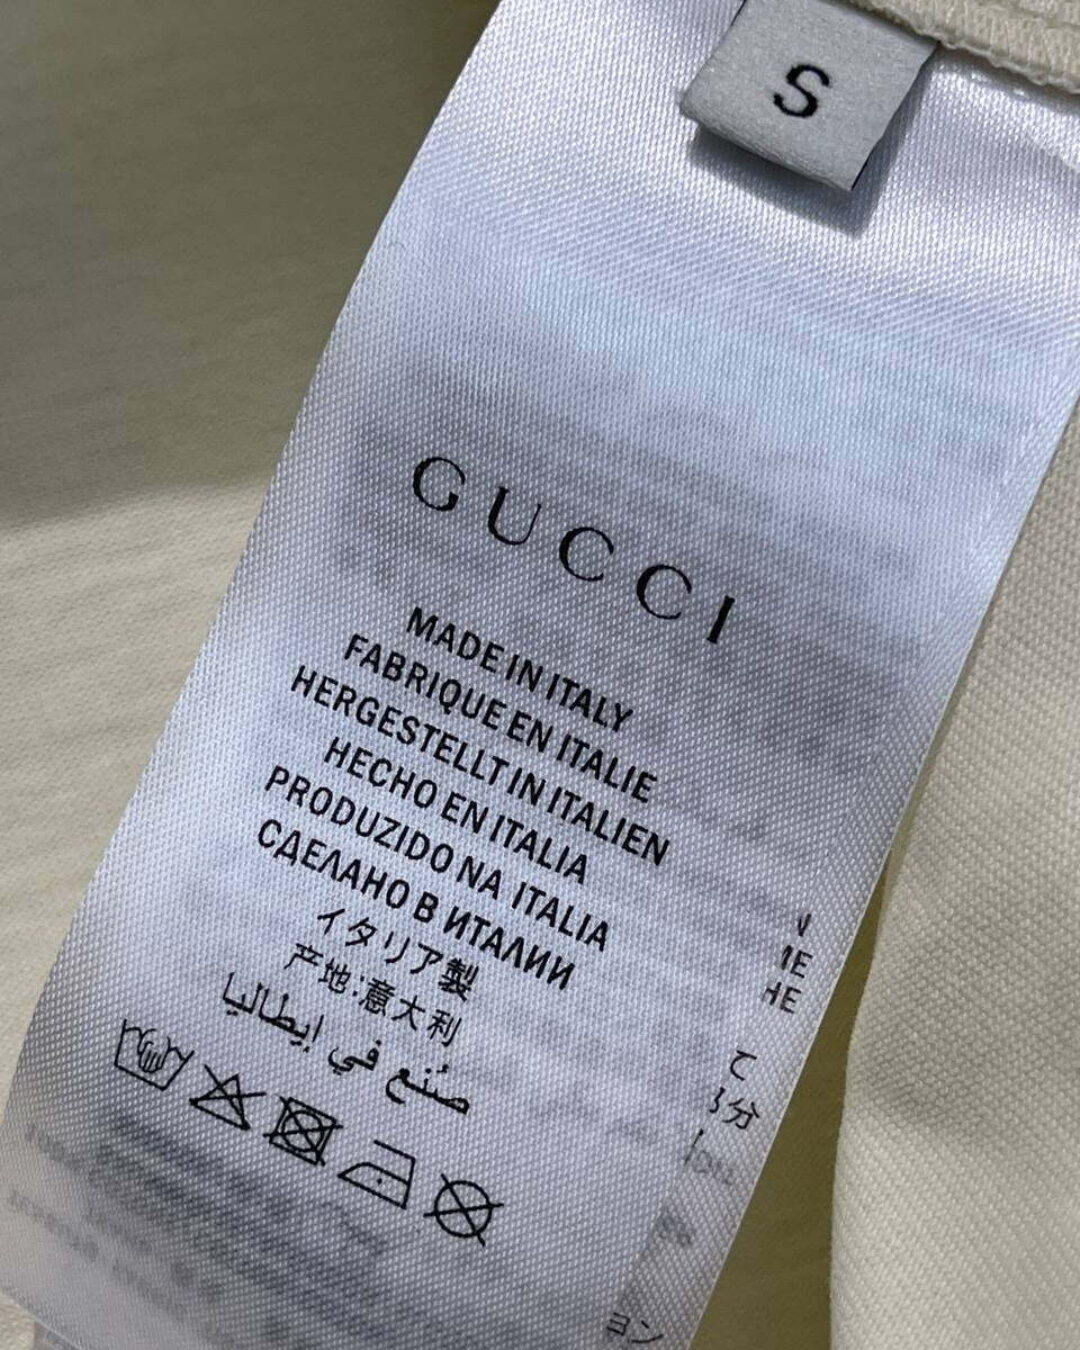 S
GUCCI
MADE IN ITALY
FABRIQUE EN ITALIE
HERGESTELLT IN ITALIEN
HECHO EN ITALIA
PRODUZIDO NA ITALIA
СДЕЛАНО В ИТАЛИИ
イタリア製
产地:意大利
صُنع في إيطاليا